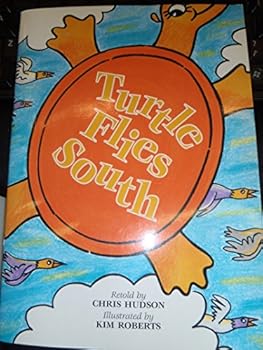 Turtle
Flies
South
Retold by
CHRIS HUDSON
Illustrated by
KIM ROBERTS